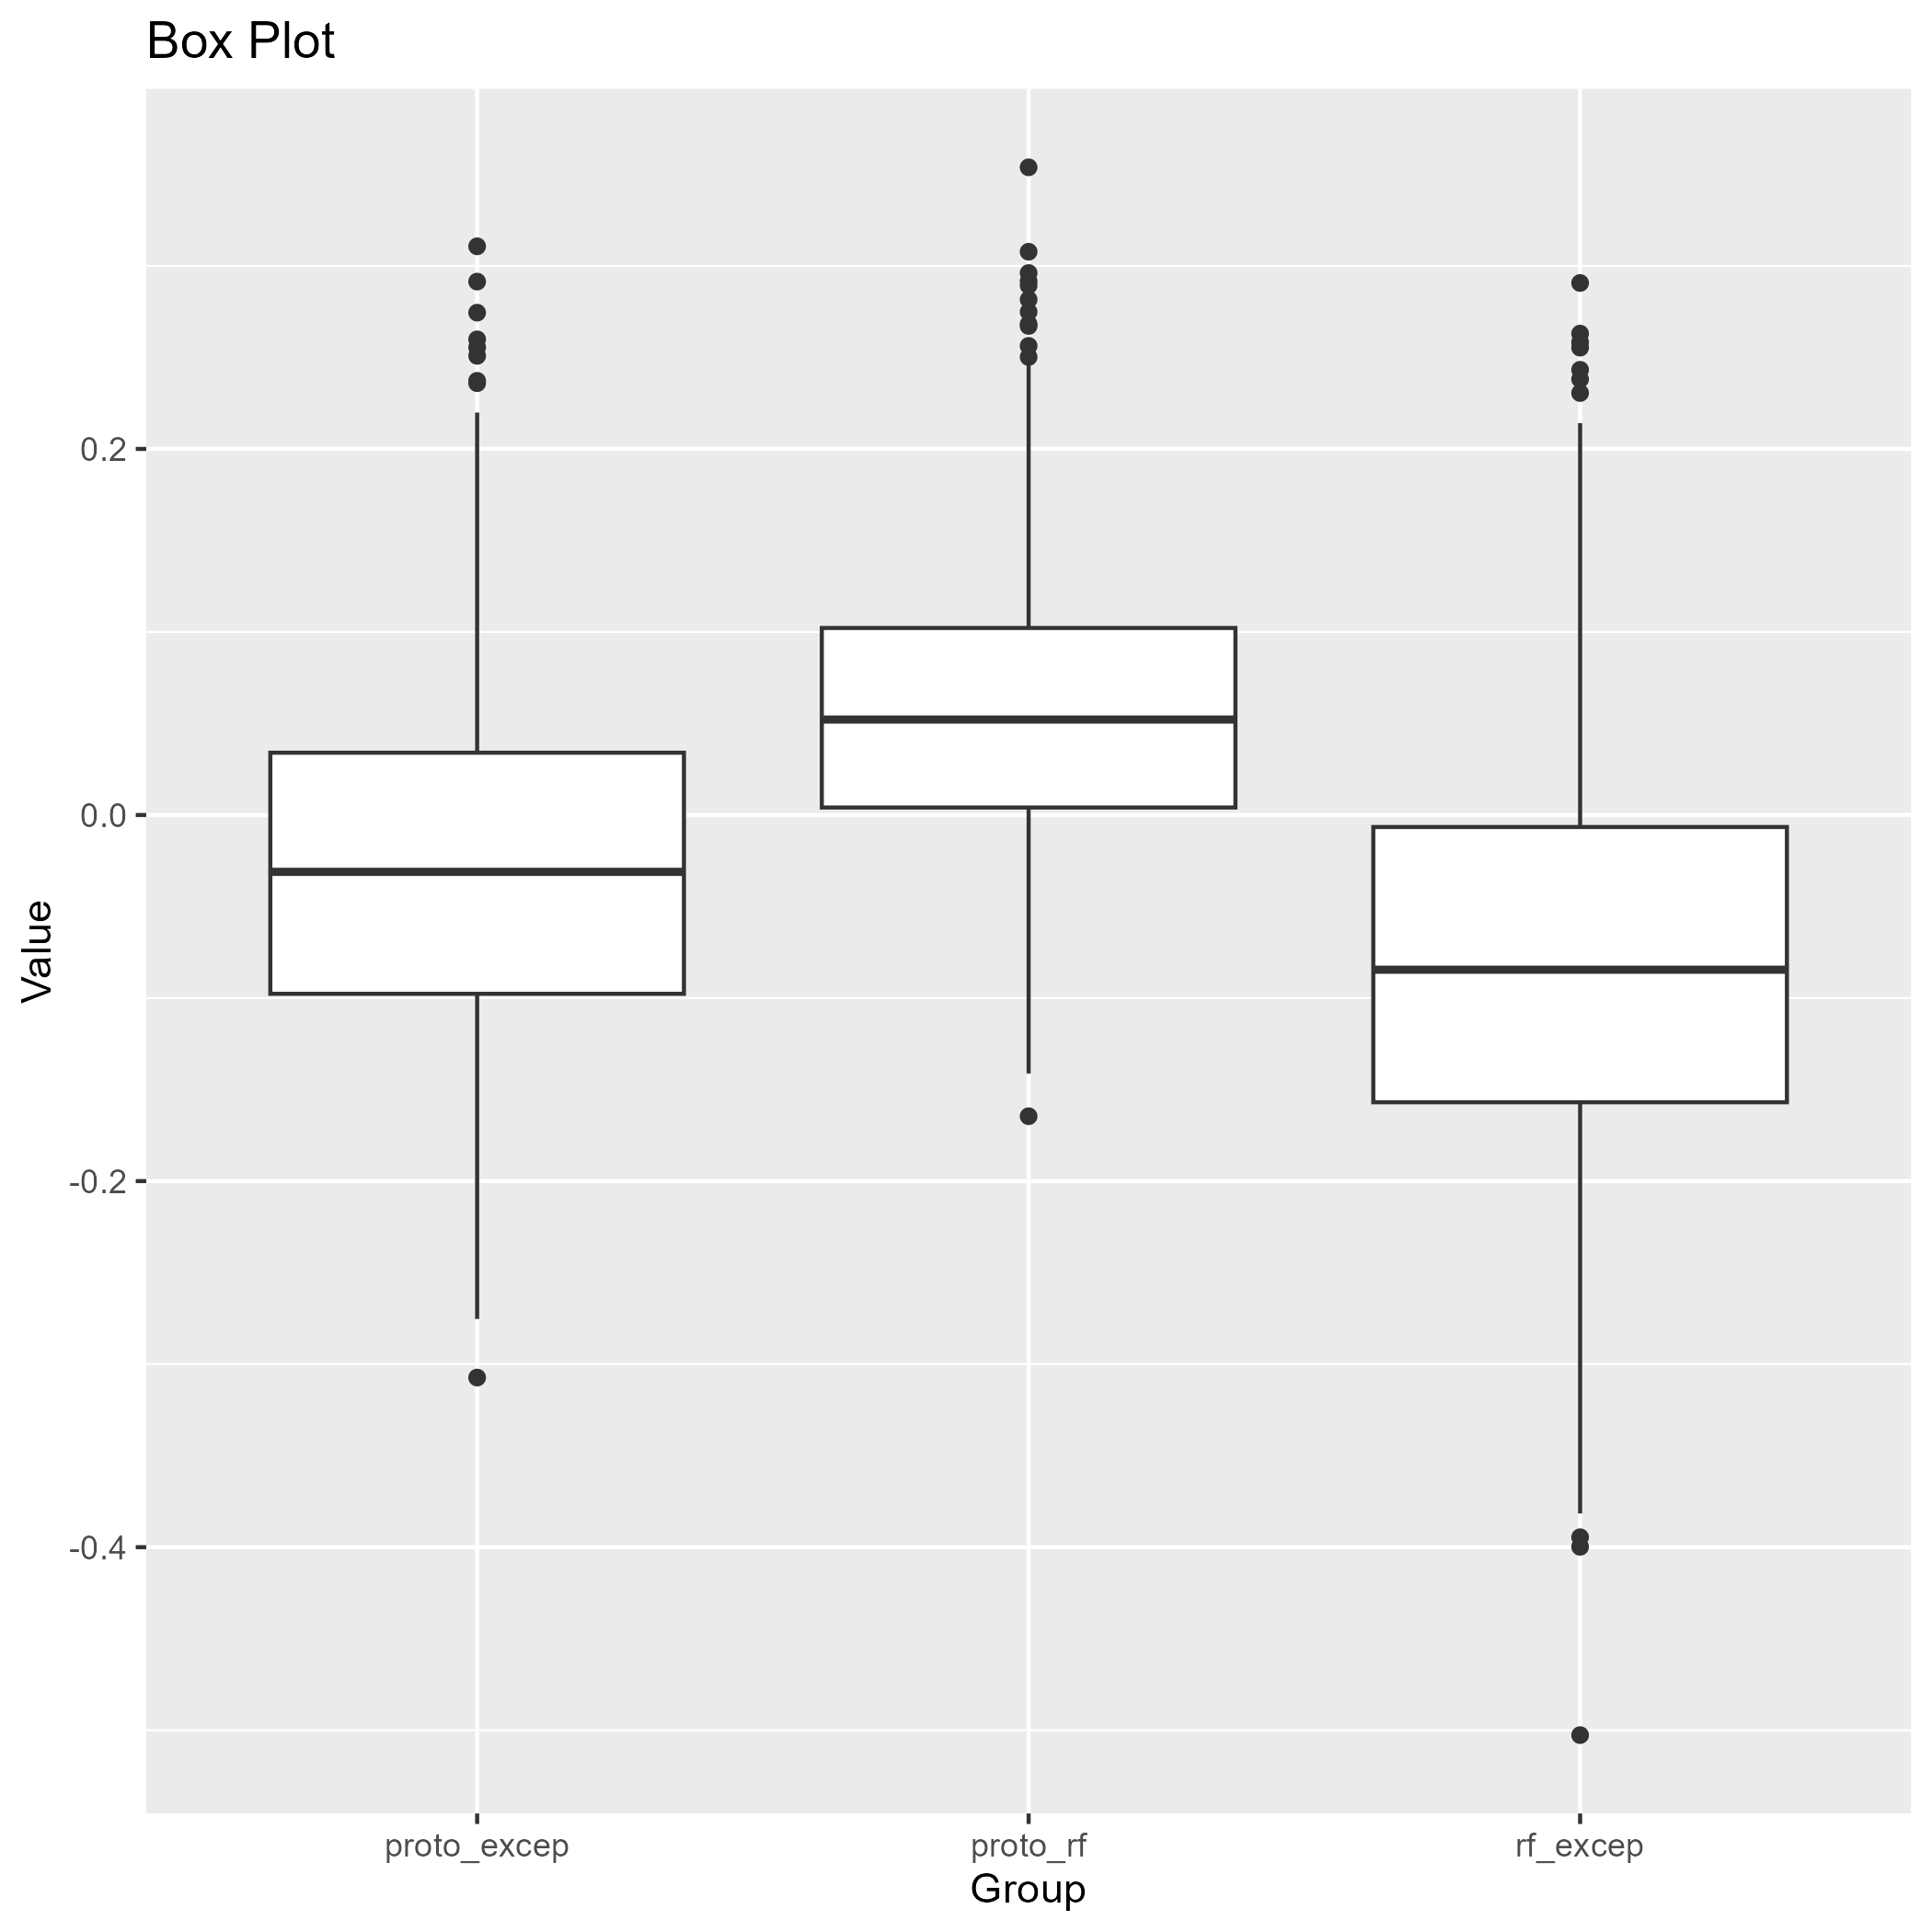 Box Plot
Value
0.2
0.0
-0.2
-0.4
proto_excep
proto_rf
rf_excep
Group